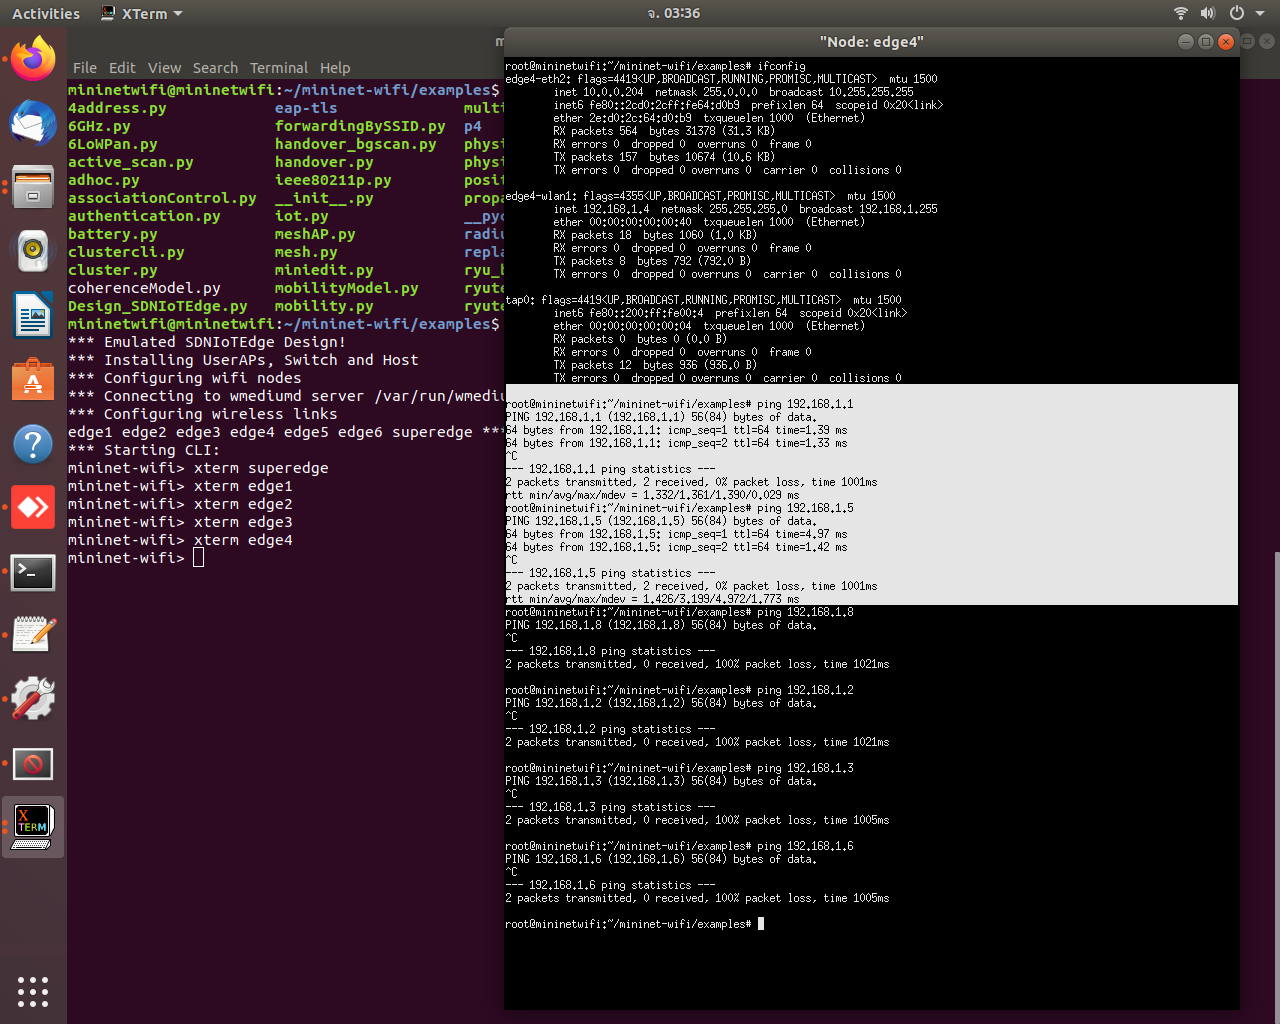 Activities
XTerm
จ. 03:36
m
"Node: edge4"
File Edit View Search Terminal Help
mininetwifi@mininetwifi:~/mininet-wifi/examples$
4address.py eap-tls multi
6GHz.py forwardingBySSID.py p4
6LoWPan.py handover_bgscan.py physi
active_scan.py handover.py physi
adhoc.py ieee80211p.py posit
associationControl.py __init__.py propa
authentication.py iot.py __pyc
battery.py meshAP.py radiu
clustercli.py mesh.py repla
cluster.py miniedit.py ryu_b
coherenceModel.py mobilityModel.py ryute
Design_SDNIoTEdge.py mobility.py ryute
mininetwifi@mininetwifi:~/mininet-wifi/examples$
*** Emulated SDNIoTEdge Design!
*** Installing UserAPs, Switch and Host
*** Configuring wifi nodes
*** Connecting to wmediumd server /var/run/wmediu
*** Configuring wireless links
edge1 edge2 edge3 edge4 edge5 edge6 superedge ***
*** Starting CLI:
mininet-wifi> xterm superedge
mininet-wifi> xterm edge1
mininet-wifi> xterm edge2
mininet-wifi> xterm edge3
mininet-wifi> xterm edge4
mininet-wifi>
root@mininetwifi:~/mininet-wifi/examples# ifconfig
edge4-eth2: flags=4419<UP,BROADCAST,RUNNING,PROMISC,MULTICAST> mtu 1500
inet 10.0.0.204 netmask 255.0.0.0 broadcast 10.255.255.255
inet6 fe80::2cd0:2cff:fe64:d0b9 prefixlen 64 scopeid 0x20<link>
ether 2e:d0:2c:64:d0:b9 txqueuelen 1000 (Ethernet)
RX packets 564 bytes 31378 (31.3 KB)
RX errors 0 dropped 0 overruns 0 frame 0
TX packets 157 bytes 10674 (10.6 KB)
TX errors 0 dropped 0 overruns 0 carrier 0 collisions 0
edge4-wlan1: flags=4355<UP,BROADCAST,PROMISC,MULTICAST> mtu 1500
inet 192.168.1.4 netmask 255.255.255.0 broadcast 192.168.1.255
ether 00:00:00:00:00:40 txqueuelen 1000 (Ethernet)
RX packets 18 bytes 1060 (1.0 KB)
RX errors 0 dropped 0 overruns 0 frame 0
TX packets 8 bytes 792 (792.0 B)
TX errors 0 dropped 0 overruns 0 carrier 0 collisions 0
tap0: flags=4419<UP,BROADCAST,RUNNING,PROMISC,MULTICAST> mtu 1500
inet6 fe80::200:ff:fe00:4 prefixlen 64 scopeid 0x20<link>
ether 00:00:00:00:00:04 txqueuelen 1000 (Ethernet)
RX packets 0 bytes 0 (0.0 B)
RX errors 0 dropped 0 overruns 0 frame 0
TX packets 12 bytes 936 (936.0 B)
TX errors 0 dropped 0 overruns 0 carrier 0 collisions 0
root@mininetwifi:~/mininet-wifi/examples# ping 192.168.1.1
PING 192.168.1.1 (192.168.1.1) 56(84) bytes of data.
64 bytes from 192.168.1.1: icmp_seq=1 ttl=64 time=1.39 ms
64 bytes from 192.168.1.1: icmp_seq=2 ttl=64 time=1.33 ms
^C
--- 192.168.1.1 ping statistics ---
2 packets transmitted, 2 received, 0% packet loss, time 1001ms
rtt min/avg/max/mdev = 1.332/1.361/1.390/0.029 ms
root@mininetwifi:~/mininet-wifi/examples# ping 192.168.1.5
PING 192.168.1.5 (192.168.1.5) 56(84) bytes of data.
64 bytes from 192.168.1.5: icmp_seq=1 ttl=64 time=4.97 ms
64 bytes from 192.168.1.5: icmp_seq=2 ttl=64 time=1.42 ms
^C
--- 192.168.1.5 ping statistics ---
2 packets transmitted, 2 received, 0% packet loss, time 1001ms
rtt min/avg/max/mdev = 1.426/3.199/4.972/1.773 ms
root@mininetwifi:~/mininet-wifi/examples# ping 192.168.1.8
PING 192.168.1.8 (192.168.1.8) 56(84) bytes of data.
^C
--- 192.168.1.8 ping statistics ---
2 packets transmitted, 0 received, 100% packet loss, time 1021ms
root@mininetwifi:~/mininet-wifi/examples# ping 192.168.1.2
PING 192.168.1.2 (192.168.1.2) 56(84) bytes of data.
^C
--- 192.168.1.2 ping statistics ---
2 packets transmitted, 0 received, 100% packet loss, time 1021ms
root@mininetwifi:~/mininet-wifi/examples# ping 192.168.1.3
PING 192.168.1.3 (192.168.1.3) 56(84) bytes of data.
^C
--- 192.168.1.3 ping statistics ---
2 packets transmitted, 0 received, 100% packet loss, time 1005ms
root@mininetwifi:~/mininet-wifi/examples# ping 192.168.1.6
PING 192.168.1.6 (192.168.1.6) 56(84) bytes of data.
^C
--- 192.168.1.6 ping statistics ---
2 packets transmitted, 0 received, 100% packet loss, time 1005ms
root@mininetwifi:~/mininet-wifi/examples#
X
TERM